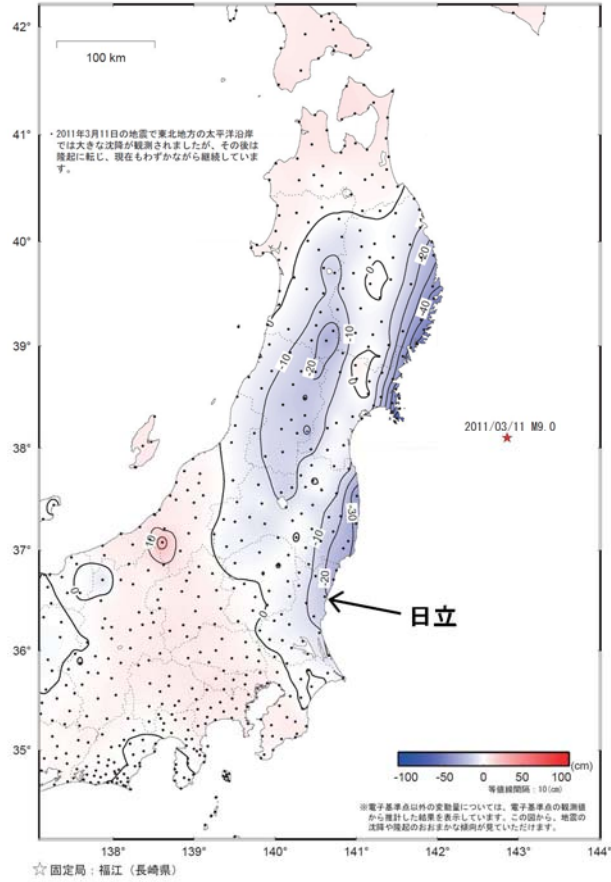 42°
100 km
・2011年3月11日の地震で東北地方の太平洋沿岸
では大きな沈降が観測されましたが、その後は
隆起に転じ、現在もわずかながら継続していま
す。
41°
40°
-20
0
-40
39°
0
-10
-10
-20
0
2011/03/11 M9.0
38°
-30
10
-10
37°
-20
0
0
日立
36°
35°
-100
-50
0
50
100
(cm)
等値線間隔：10(cm)
※電子基準点以外の変動量については、電子基準点の観測値
から推計した結果を表示しています。この図から、地震の
沈降や隆起のおおまかな傾向が見ていただけます。
138°
139°
140°
141°
142°
143°
144°
☆ 固定局：福江（長崎県）